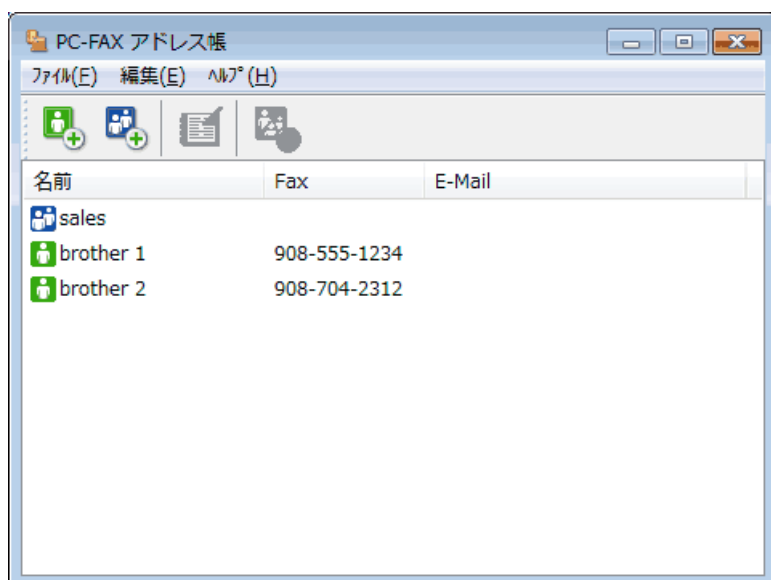 PC-FAX アドレス帳
ﾌｧｲﾙ(F) 編集(E) ﾍﾙﾌﾟ(H)
名前 Fax E-Mail
sales
brother 1 908-555-1234
brother 2 908-704-2312